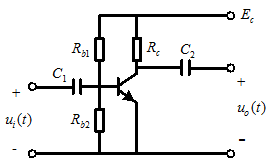 E_c
R_b1
R_c
C_2
C_1
+
+
u_i(t)
R_b2
u_o(t)
-
-